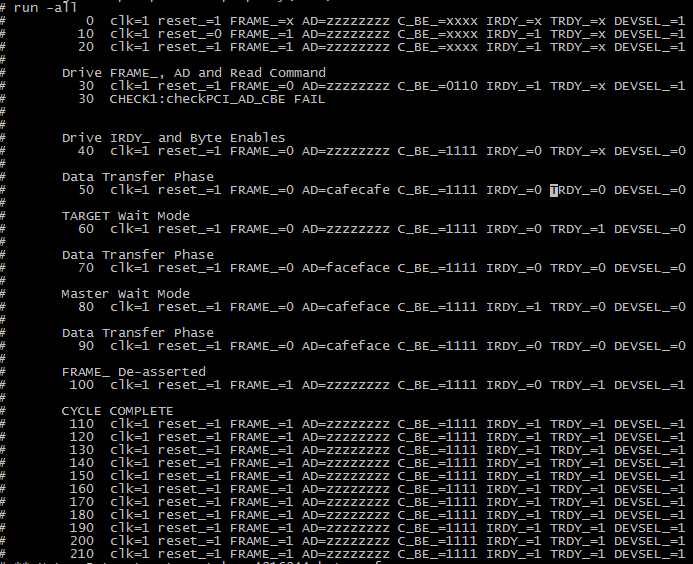 # run -all
#          0  clk=1 reset_=1 FRAME_=x AD=zzzzzzzz C_BE_=xxxx IRDY_=x TRDY_=x DEVSEL_=1
#         10  clk=1 reset_=0 FRAME_=1 AD=zzzzzzzz C_BE_=xxxx IRDY_=1 TRDY_=x DEVSEL_=1
#         20  clk=1 reset_=1 FRAME_=1 AD=zzzzzzzz C_BE_=xxxx IRDY_=1 TRDY_=x DEVSEL_=1
#
#       Drive FRAME_, AD and Read Command
#         30  clk=1 reset_=1 FRAME_=0 AD=zzzzzzzz C_BE_=0110 IRDY_=1 TRDY_=x DEVSEL_=1
#         30  CHECK1:checkPCI_AD_CBE FAIL
#
#
#       Drive IRDY_ and Byte Enables
#         40  clk=1 reset_=1 FRAME_=0 AD=zzzzzzzz C_BE_=1111 IRDY_=0 TRDY_=x DEVSEL_=0
#
#       Data Transfer Phase
#         50  clk=1 reset_=1 FRAME_=0 AD=cafecafe C_BE_=1111 IRDY_=0 TRDY_=0 DEVSEL_=0
#
#       TARGET Wait Mode
#         60  clk=1 reset_=1 FRAME_=0 AD=zzzzzzzz C_BE_=1111 IRDY_=0 TRDY_=1 DEVSEL_=0
#
#       Data Transfer Phase
#         70  clk=1 reset_=1 FRAME_=0 AD=faceface C_BE_=1111 IRDY_=0 TRDY_=0 DEVSEL_=0
#
#       Master Wait Mode
#         80  clk=1 reset_=1 FRAME_=0 AD=cafeface C_BE_=1111 IRDY_=1 TRDY_=0 DEVSEL_=0
#
#       Data Transfer Phase
#         90  clk=1 reset_=1 FRAME_=0 AD=cafeface C_BE_=1111 IRDY_=0 TRDY_=0 DEVSEL_=0
#
#       FRAME_ De-asserted
#        100  clk=1 reset_=1 FRAME_=1 AD=zzzzzzzz C_BE_=1111 IRDY_=0 TRDY_=1 DEVSEL_=1
#
#       CYCLE COMPLETE
#        110  clk=1 reset_=1 FRAME_=1 AD=zzzzzzzz C_BE_=1111 IRDY_=1 TRDY_=1 DEVSEL_=1
#        120  clk=1 reset_=1 FRAME_=1 AD=zzzzzzzz C_BE_=1111 IRDY_=1 TRDY_=1 DEVSEL_=1
#        130  clk=1 reset_=1 FRAME_=1 AD=zzzzzzzz C_BE_=1111 IRDY_=1 TRDY_=1 DEVSEL_=1
#        140  clk=1 reset_=1 FRAME_=1 AD=zzzzzzzz C_BE_=1111 IRDY_=1 TRDY_=1 DEVSEL_=1
#        150  clk=1 reset_=1 FRAME_=1 AD=zzzzzzzz C_BE_=1111 IRDY_=1 TRDY_=1 DEVSEL_=1
#        160  clk=1 reset_=1 FRAME_=1 AD=zzzzzzzz C_BE_=1111 IRDY_=1 TRDY_=1 DEVSEL_=1
#        170  clk=1 reset_=1 FRAME_=1 AD=zzzzzzzz C_BE_=1111 IRDY_=1 TRDY_=1 DEVSEL_=1
#        180  clk=1 reset_=1 FRAME_=1 AD=zzzzzzzz C_BE_=1111 IRDY_=1 TRDY_=1 DEVSEL_=1
#        190  clk=1 reset_=1 FRAME_=1 AD=zzzzzzzz C_BE_=1111 IRDY_=1 TRDY_=1 DEVSEL_=1
#        200  clk=1 reset_=1 FRAME_=1 AD=zzzzzzzz C_BE_=1111 IRDY_=1 TRDY_=1 DEVSEL_=1
#        210  clk=1 reset_=1 FRAME_=1 AD=zzzzzzzz C_BE_=1111 IRDY_=1 TRDY_=1 DEVSEL_=1